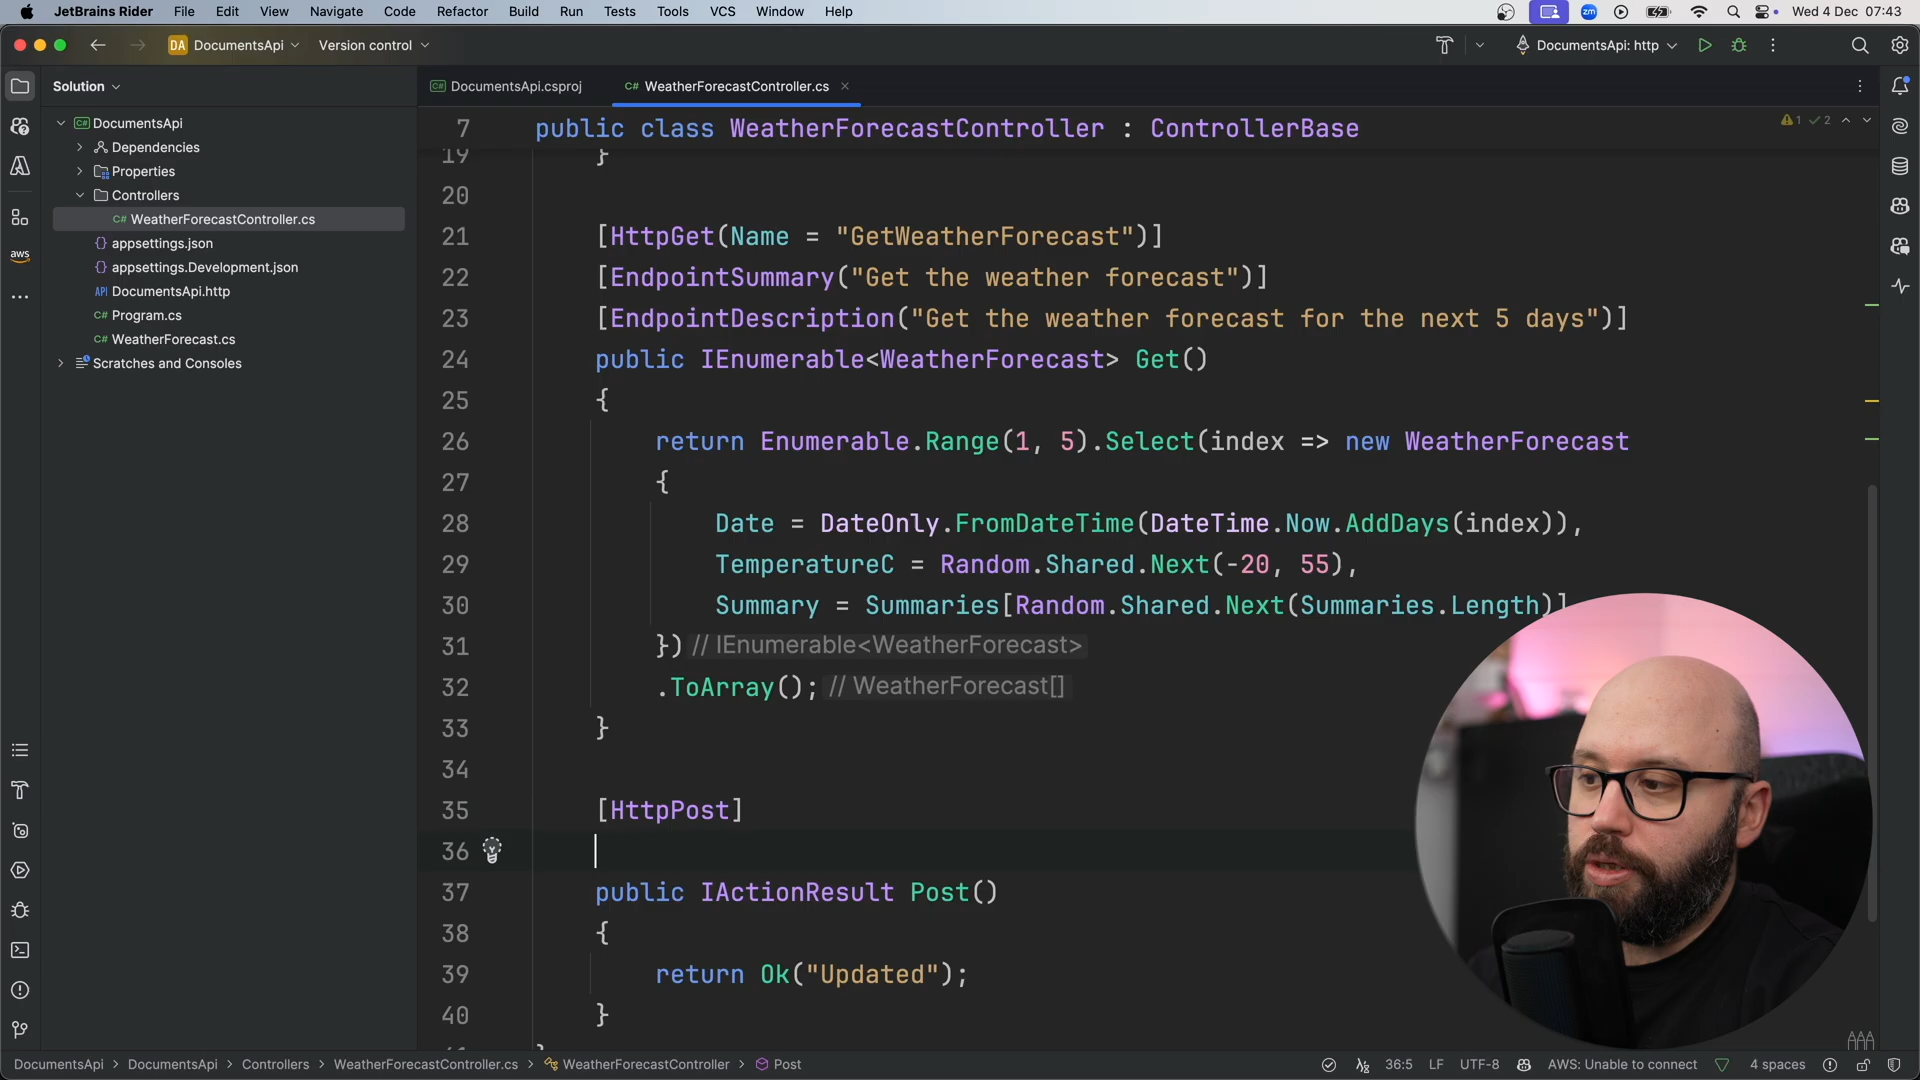 JetBrains Rider File Edit View Navigate Code Refactor Build Run Tests Tools VCS Window Help
zm
Wed 4 Dec 07:43
DA DocumentsApi
Version control
DocumentsApi: http
Solution
DocumentsApi.csproj
WeatherForecastController.cs
C# DocumentsApi
Dependencies
Properties
Controllers
C# WeatherForecastController.cs
{} appsettings.json
{} appsettings.Development.json
API DocumentsApi.http
C# Program.cs
C# WeatherForecast.cs
Scratches and Consoles
aws
7 public class WeatherForecastController : ControllerBase
1 2
19 }
20
21 [HttpGet(Name = "GetWeatherForecast")]
22 [EndpointSummary("Get the weather forecast")]
23 [EndpointDescription("Get the weather forecast for the next 5 days")]
24 public IEnumerable<WeatherForecast> Get()
25 {
26 return Enumerable.Range(1, 5).Select(index => new WeatherForecast
27 {
28 Date = DateOnly.FromDateTime(DateTime.Now.AddDays(index)),
29 TemperatureC = Random.Shared.Next(-20, 55),
30 Summary = Summaries[Random.Shared.Next(Summaries.Length)]
31 }) // IEnumerable<WeatherForecast>
32 .ToArray(); // WeatherForecast[]
33 }
34
35 [HttpPost]
36
37 public IActionResult Post()
38 {
39 return Ok("Updated");
40 }
DocumentsApi > DocumentsApi > Controllers > WeatherForecastController.cs > WeatherForecastController > Post
36:5 LF UTF-8 AWS: Unable to connect 4 spaces